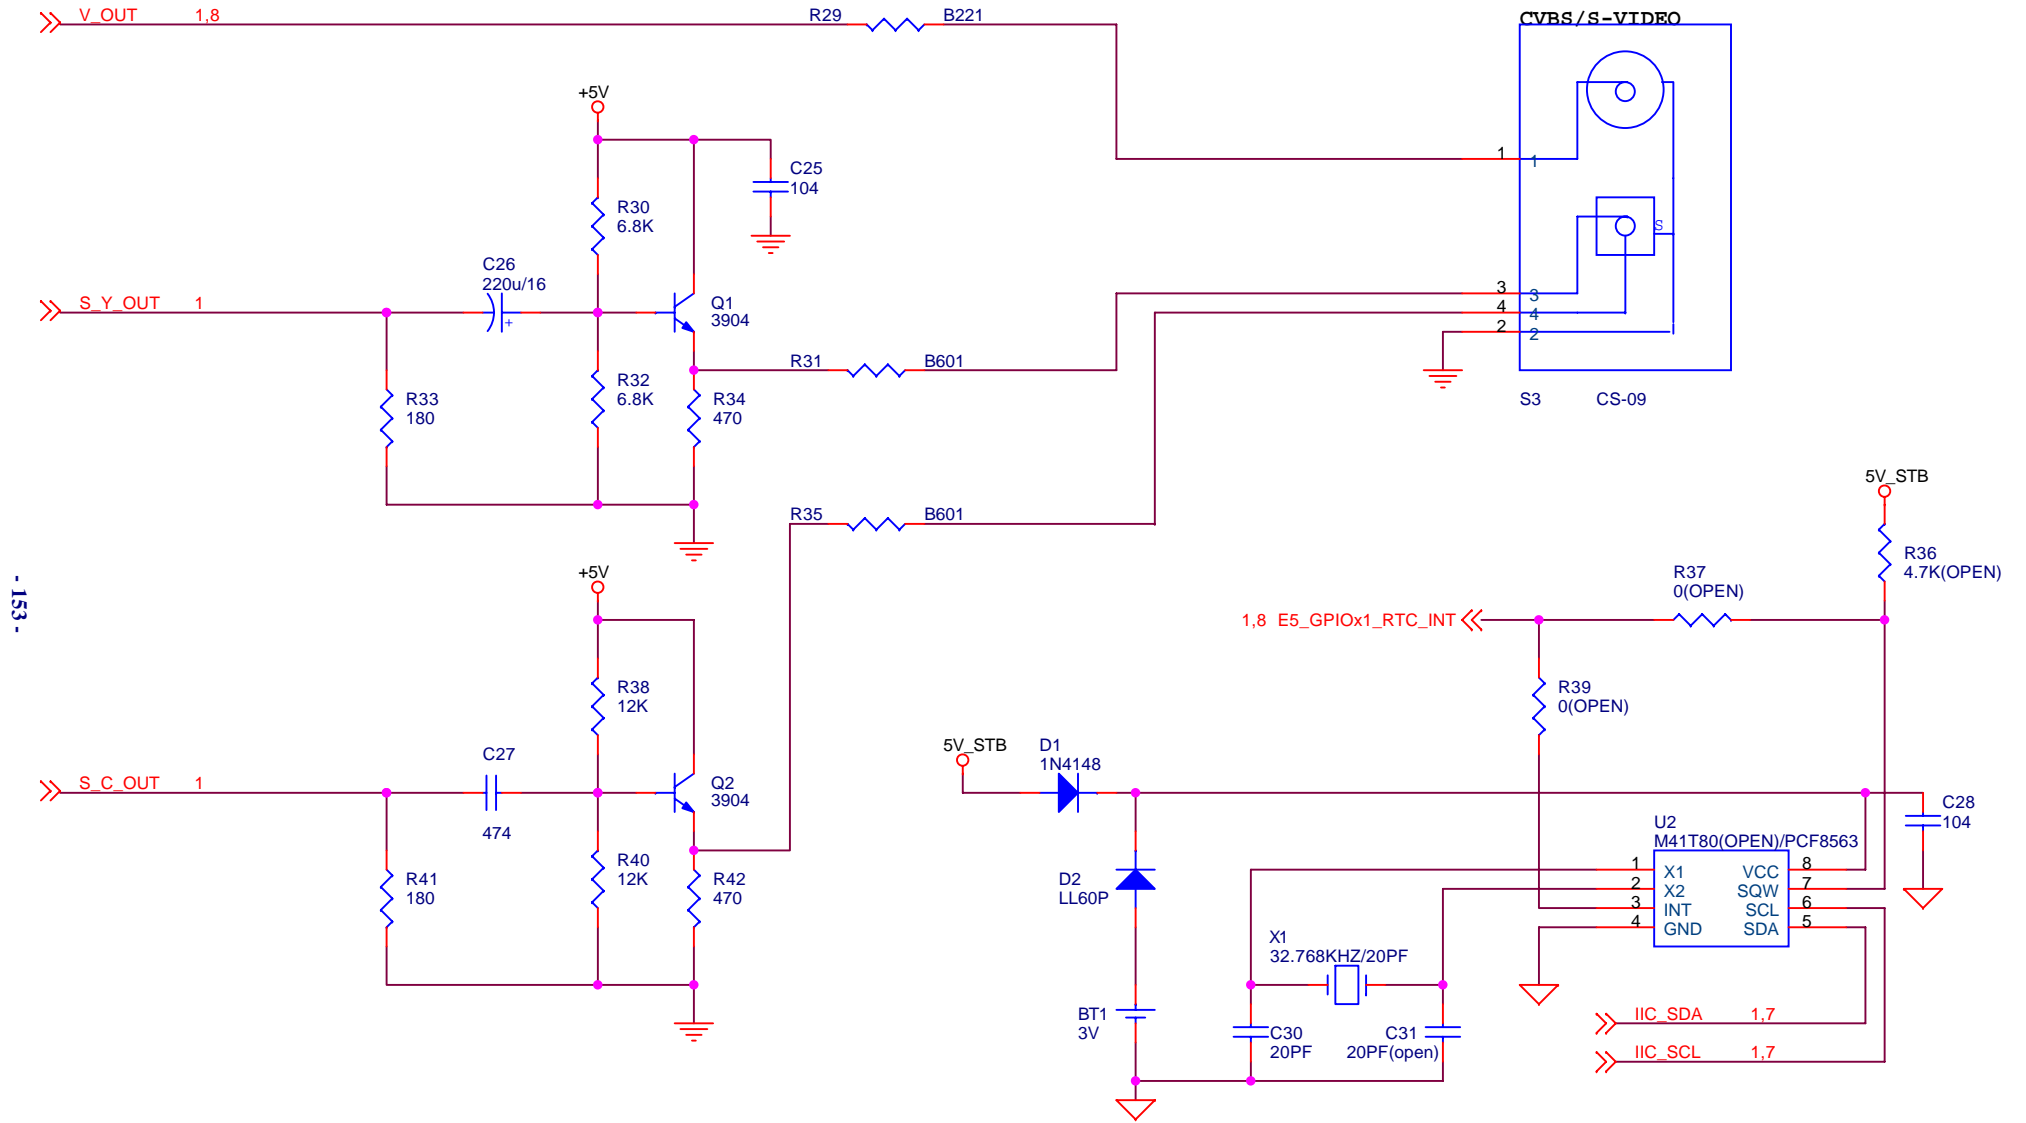 V_OUT 1,8
R29 B221
CVBS/S-VIDEO
+5V
C25
104
R30
6.8K
1 1
S
C26
220u/16
S_Y_OUT 1
Q1
3904
3 3
4 4
2 2
R31 B601
R32
6.8K
R33
180
R34
470
S3 CS-09
5V_STB
R35 B601
R36
4.7K(OPEN)
+5V
R37
0(OPEN)
- 153 -
1,8 E5_GPIOx1_RTC_INT
R38
12K
R39
0(OPEN)
5V_STB
D1
1N4148
C27
S_C_OUT 1
Q2
3904
474
C28
104
U2
M41T80(OPEN)/PCF8563
R40
12K
R41
180
R42
470
D2
LL60P
1 X1 VCC 8
2 X2 SQW 7
3 INT SCL 6
4 GND SDA 5
X1
32.768KHZ/20PF
BT1
3V
C30
20PF
C31
20PF(open)
+
IIC_SDA 1,7
IIC_SCL 1,7